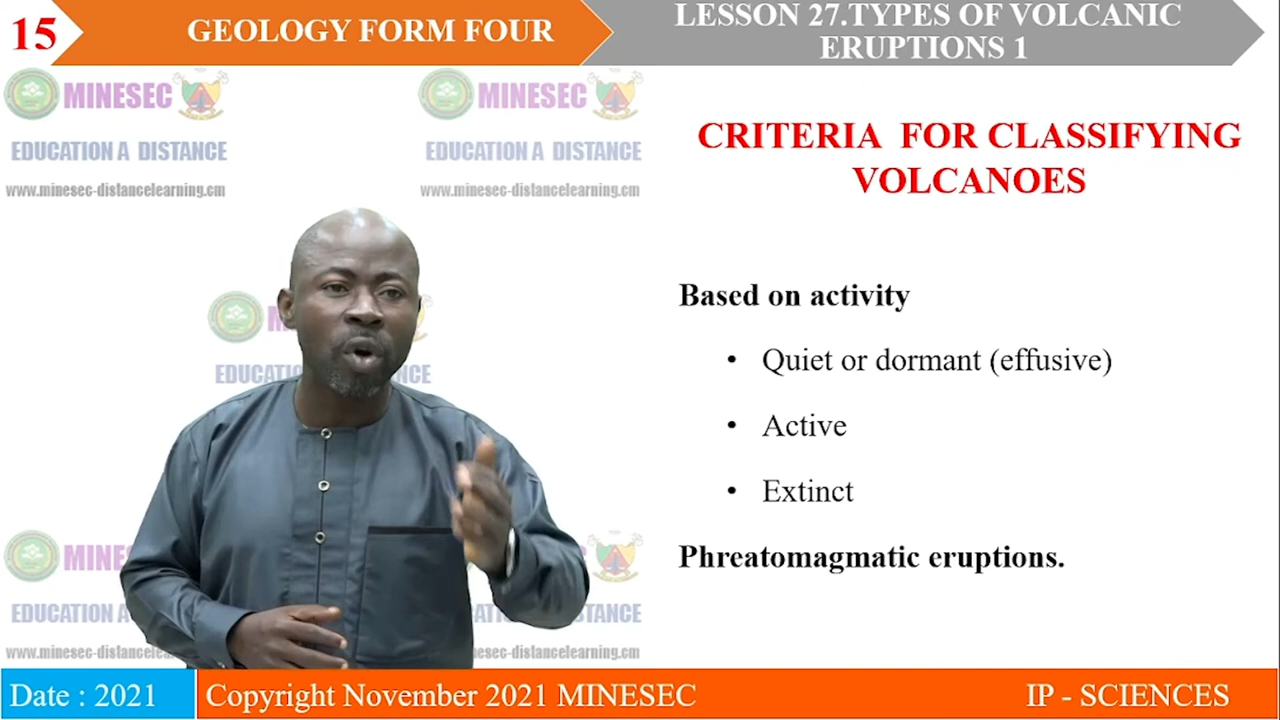 15
GEOLOGY FORM FOUR
LESSON 27.TYPES OF VOLCANIC
ERUPTIONS 1
MINESEC
MINESEC
EDUCATION A DISTANCE
EDUCATION A DISTANCE
www.minesec-distancelearning.cm
www.minesec-distancelearning.cm
CRITERIA FOR CLASSIFYING
VOLCANOES
Based on activity
• Quiet or dormant (effusive)
• Active
• Extinct
Phreatomagmatic eruptions.
Date : 2021
Copyright November 2021 MINESEC
IP - SCIENCES